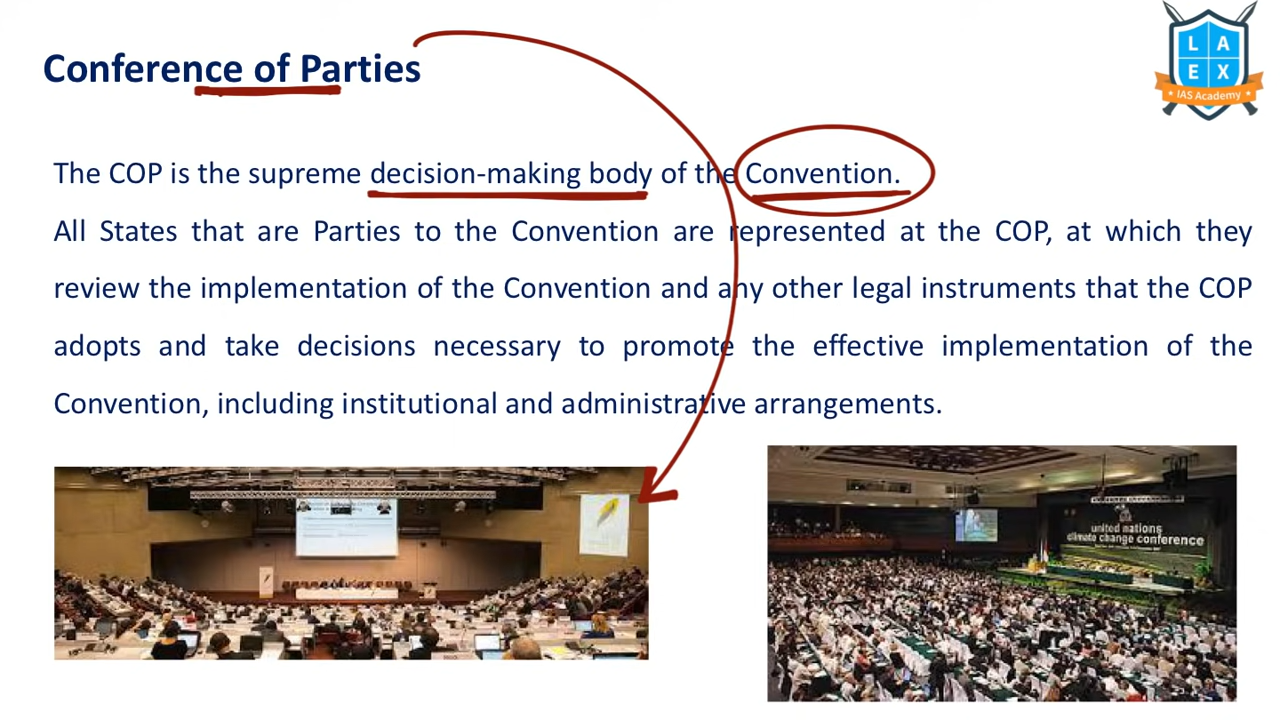 Conference of Parties
L A
E X
IAS Academy
The COP is the supreme decision-making body of the Convention.
All States that are Parties to the Convention are represented at the COP, at which they
review the implementation of the Convention and any other legal instruments that the COP
adopts and take decisions necessary to promote the effective implementation of the
Convention, including institutional and administrative arrangements.
united nations
climate change conference